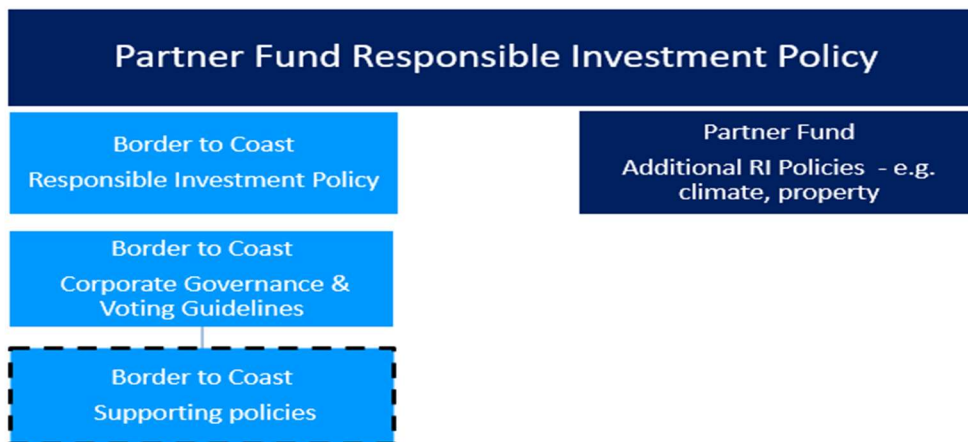 Partner Fund Responsible Investment Policy
Border to Coast
Responsible Investment Policy
Partner Fund
Additional RI Policies - e.g.
climate, property
Border to Coast
Corporate Governance &
Voting Guidelines
Border to Coast
Supporting policies